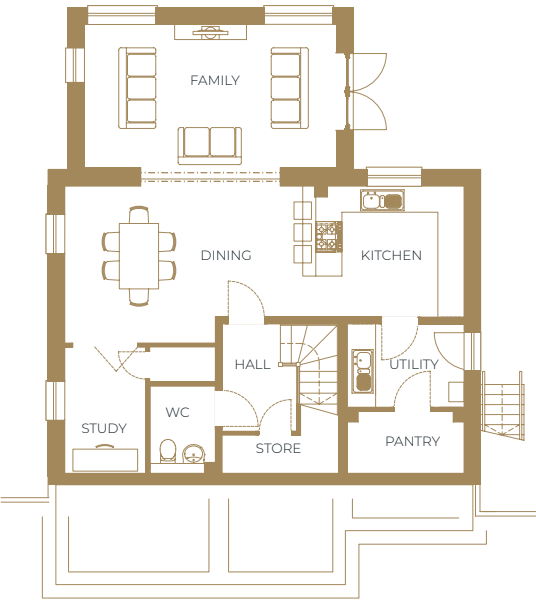 FAMILY
DINING
KITCHEN
HALL
UTILITY
WC
STUDY
STORE
PANTRY